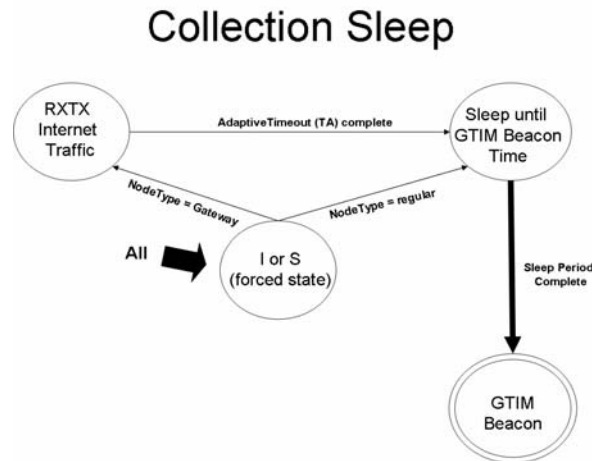 Collection Sleep
RXTX
Internet
Traffic
AdaptiveTimeout (TA) complete
Sleep until
GTIM Beacon
Time
NodeType = Gateway
NodeType = regular
All
I or S
(forced state)
Sleep Period
Complete
GTIM
Beacon